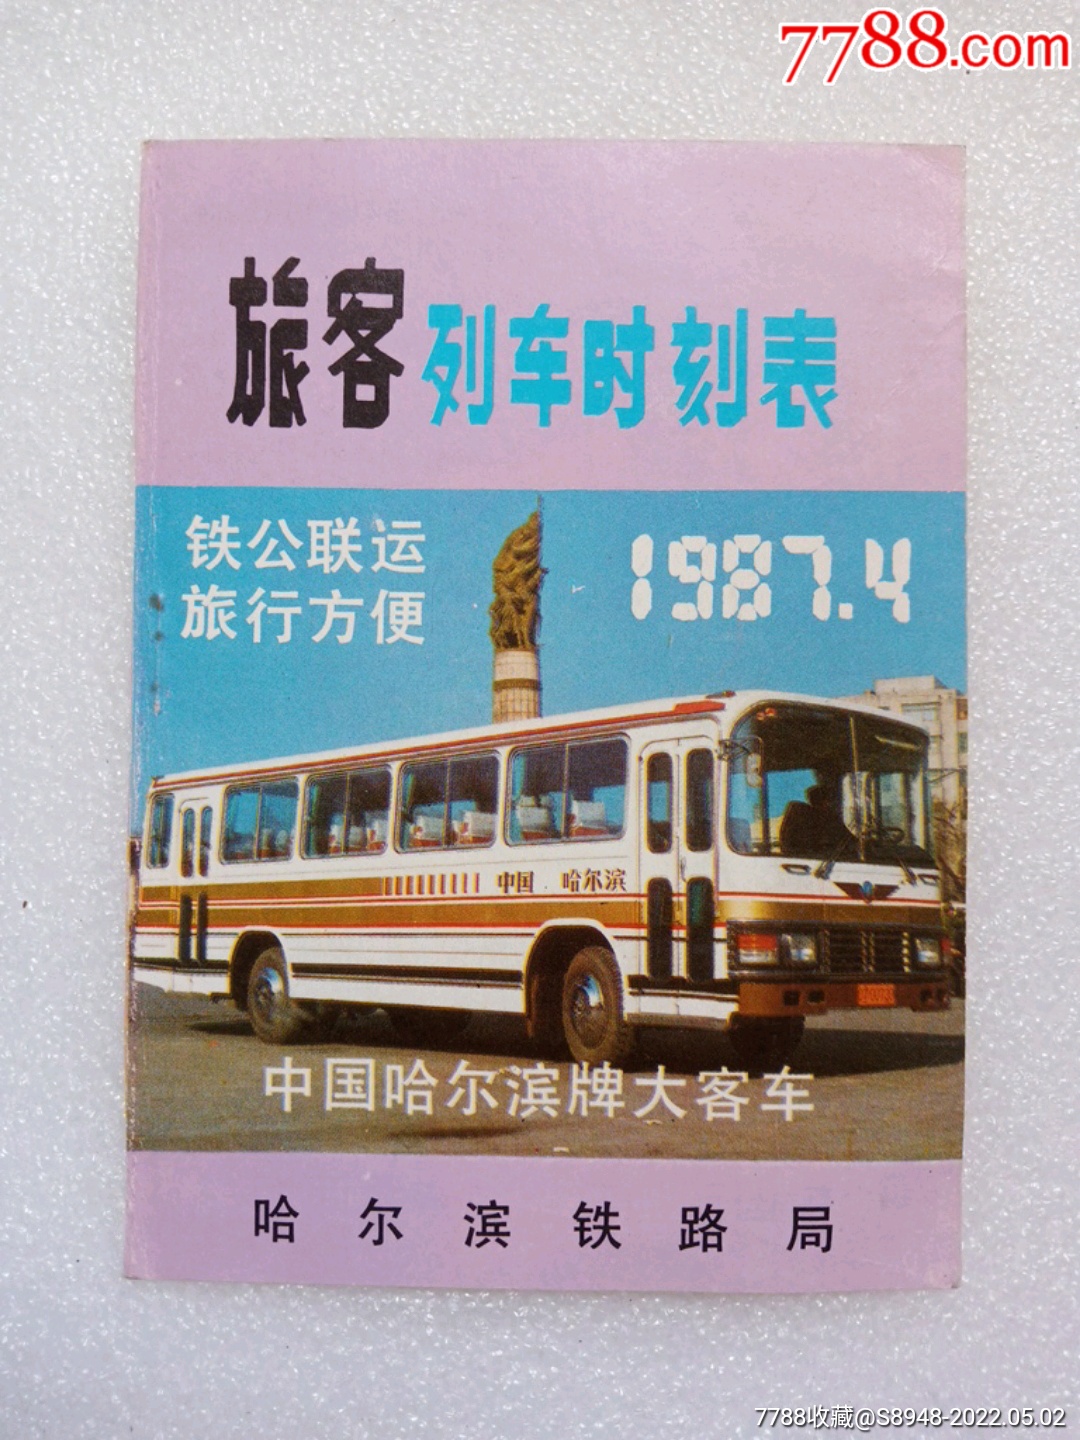 7788.com
旅客列车时刻表
铁公联运
旅行方便
1987.4
中国 哈尔滨
中国哈尔滨牌大客车
哈尔滨铁路局
7788收藏@S8948-2022.05.02